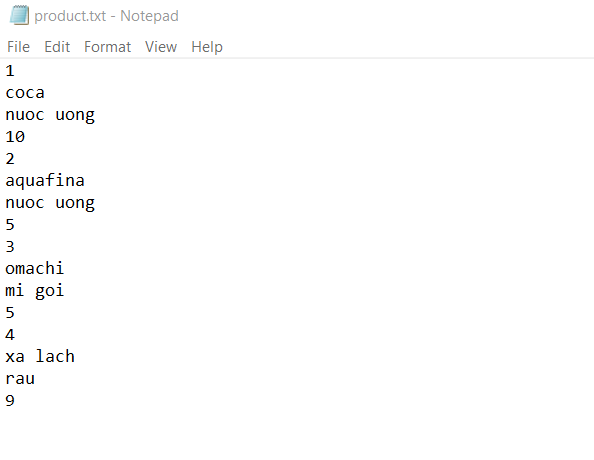 product.txt - Notepad
File Edit Format View Help
1
coca
nuoc uong
10
2
aquafina
nuoc uong
5
3
omachi
mi goi
5
4
xa lach
rau
9